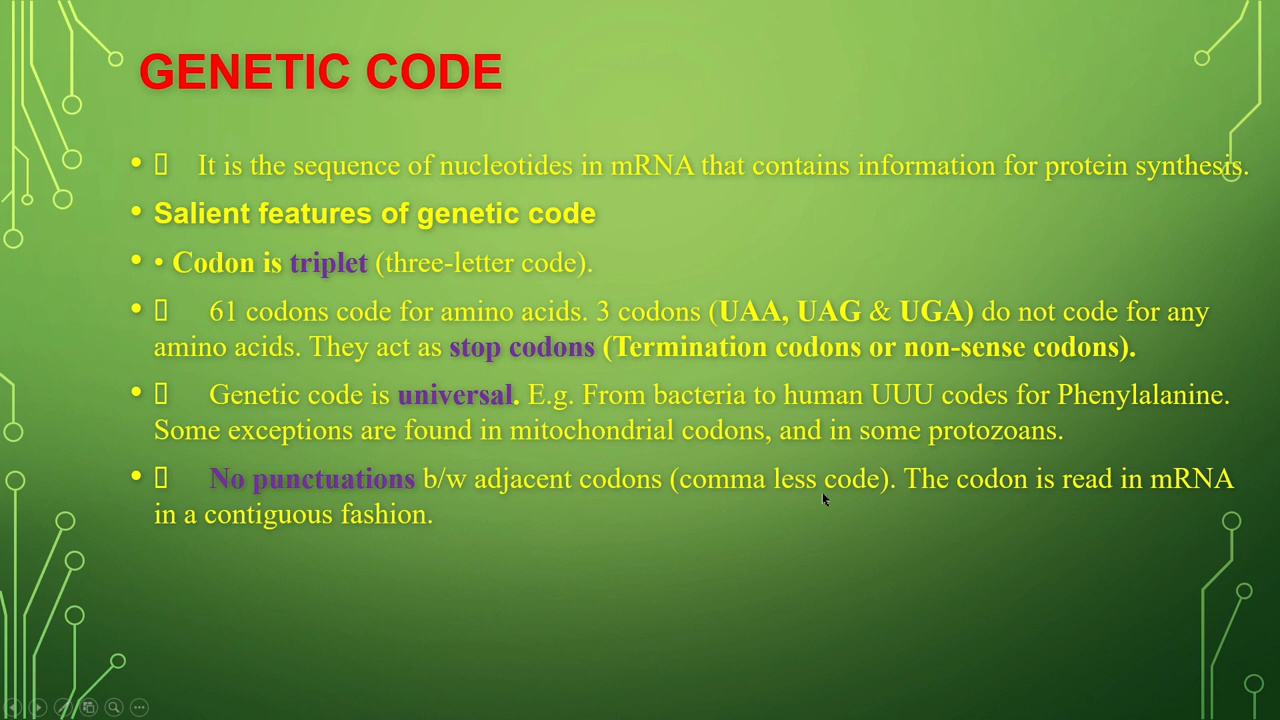 GENETIC CODE
• It is the sequence of nucleotides in mRNA that contains information for protein synthesis.
• Salient features of genetic code
• • Codon is triplet (three-letter code).
• 61 codons code for amino acids. 3 codons (UAA, UAG & UGA) do not code for any
amino acids. They act as stop codons (Termination codons or non-sense codons).
• Genetic code is universal. E.g. From bacteria to human UUU codes for Phenylalanine.
Some exceptions are found in mitochondrial codons, and in some protozoans.
• No punctuations b/w adjacent codons (comma less code). The codon is read in mRNA
in a contiguous fashion.